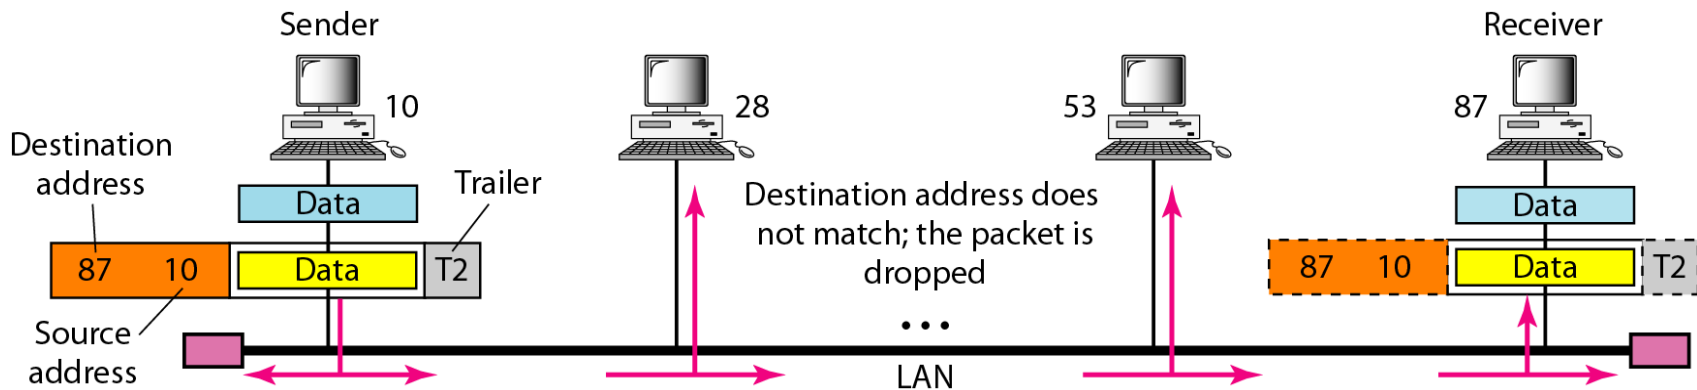 Sender
Receiver
10
28
53
87
Destination
address
Trailer
Data
Destination address does
not match; the packet is
dropped
Data
87 10
Data
T2
87 10
Data
T2
Source
address
...
LAN